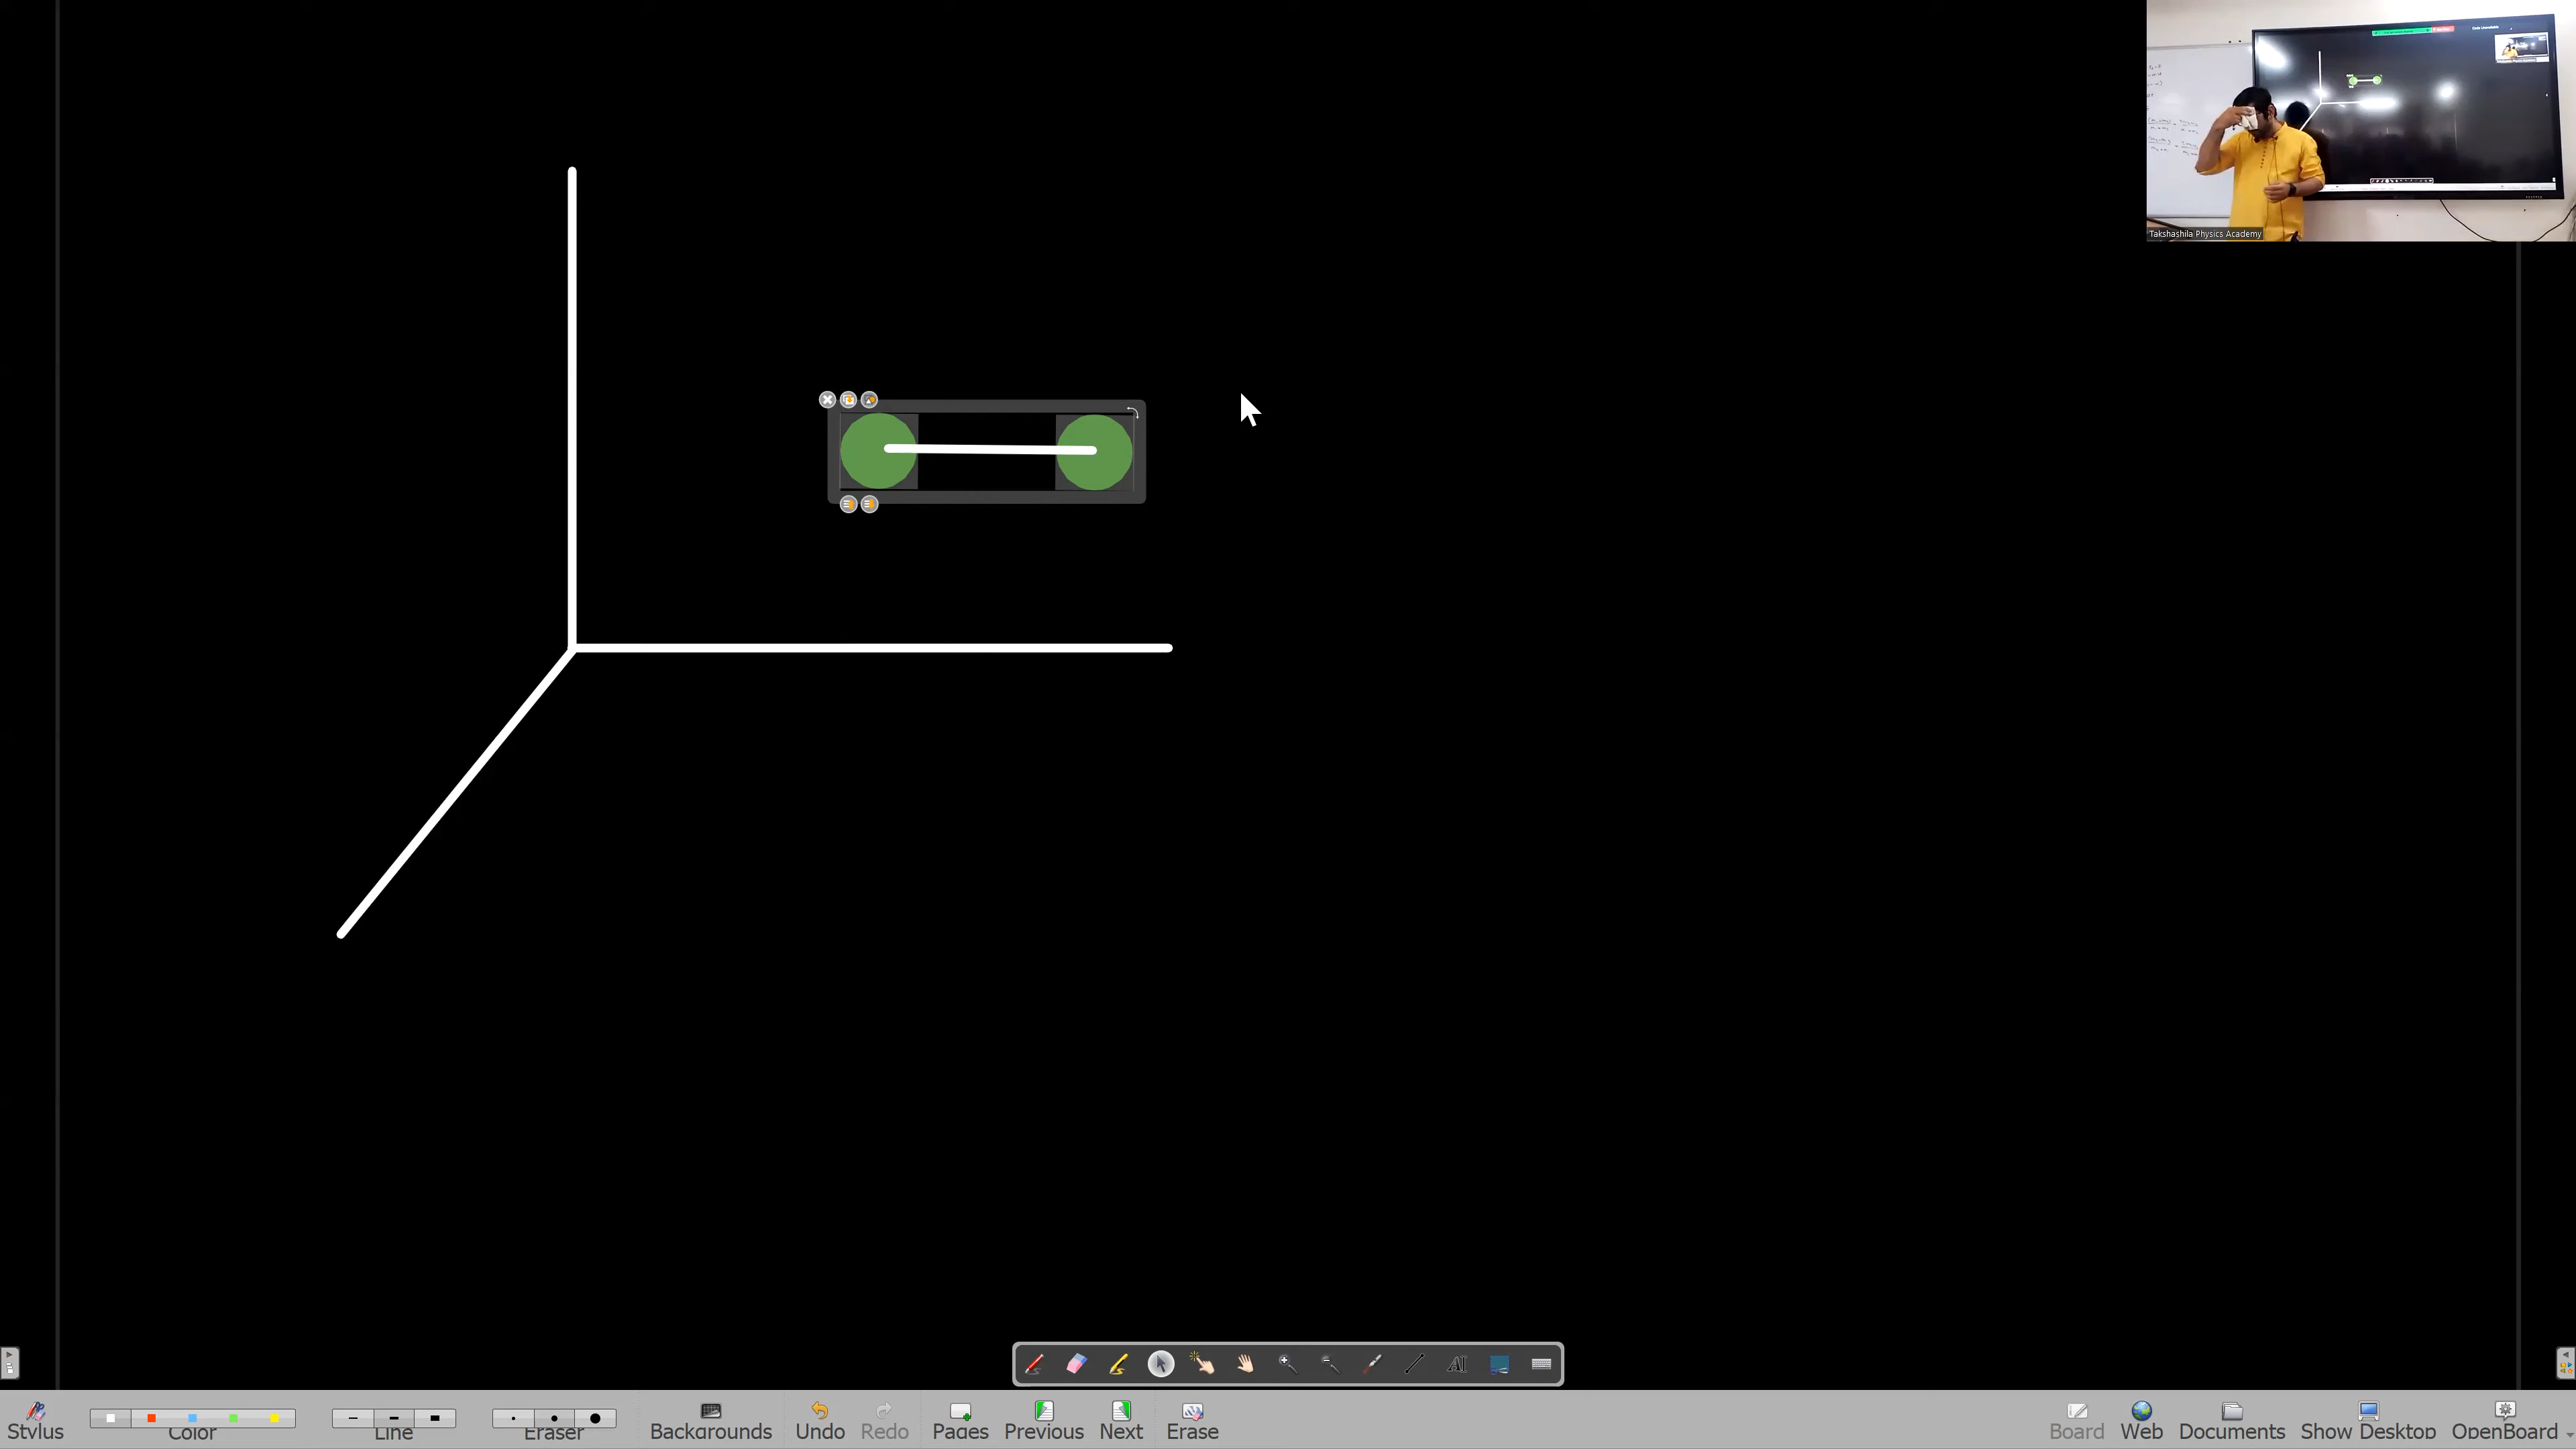 Takshashila Physics Academy
Stylus
Color
Line
Eraser
Backgrounds
Undo
Redo
Pages
Previous
Next
Erase
Board
Web
Documents
Show Desktop
OpenBoard